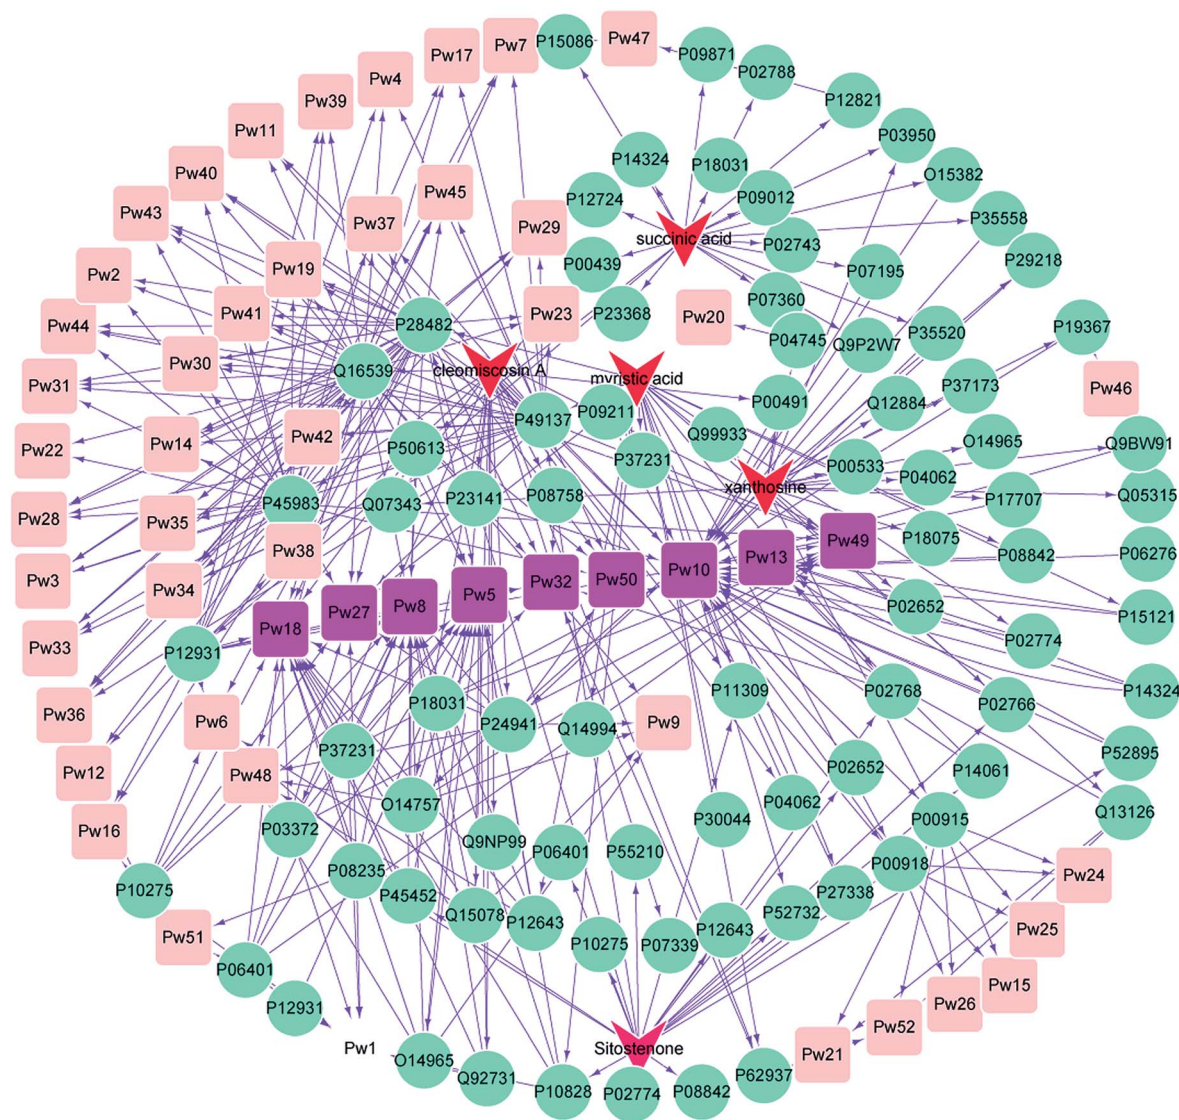 Pw17
Pw7
P15086
Pw47
P09871
P02788
P12821
P03950
O15382
P35558
P29218
Pw4
Pw39
Pw11
Pw40
Pw43
Pw2
Pw44
Pw31
Pw22
Pw28
Pw3
Pw33
Pw36
Pw12
Pw16
P10275
Pw51
P06401
P12931
Pw1
O14965
Q92731
P10828
P02774
P08842
P62937
Pw21
Pw52
Pw26
Pw15
Pw25
Pw24
Q13126
P52895
P14324
P15121
P06276
Q05315
Q9BW91
Pw46
P19367
P14324
P18031
P12724
P09012
succinic acid
P02743
P00439
P07195
P23368
P07360
Pw20
P04745
Q9P2W7
P35520
Pw45
Pw37
Pw29
Pw19
Pw41
Pw23
P28482
Pw30
Q16539
cleomiscosin A
myristic acid
P00491
Q12884
P37173
P49137
P09211
Pw14
Pw42
P50613
Q99933
O14965
P37231
P00533
P04062
xanthosine
P45983
Q07343
P23141
P08758
P17707
Pw35
Pw38
P18075
Pw49
P08842
Pw13
Pw10
Pw50
Pw32
Pw5
Pw8
Pw27
Pw18
Pw34
P02652
P02774
P12931
Pw6
P18031
P24941
Q14994
Pw9
P11309
P02768
P02766
Pw48
P37231
P02652
P14061
O14757
P04062
P03372
P30044
P00915
Q9NP99
P06401
P55210
P08235
P45452
P00918
P27338
Q15078
P12643
P10275
P07339
P12643
P52732
Sitostenone